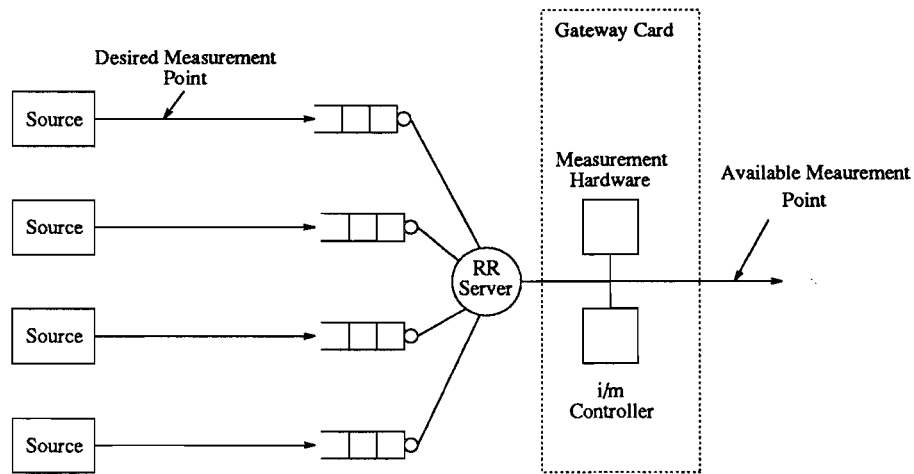 Gateway Card
Desired Measurement
Point
Source
Measurement
Hardware
Available Meaurement
Point
Source
RR
Server
Source
i/m
Controller
Source